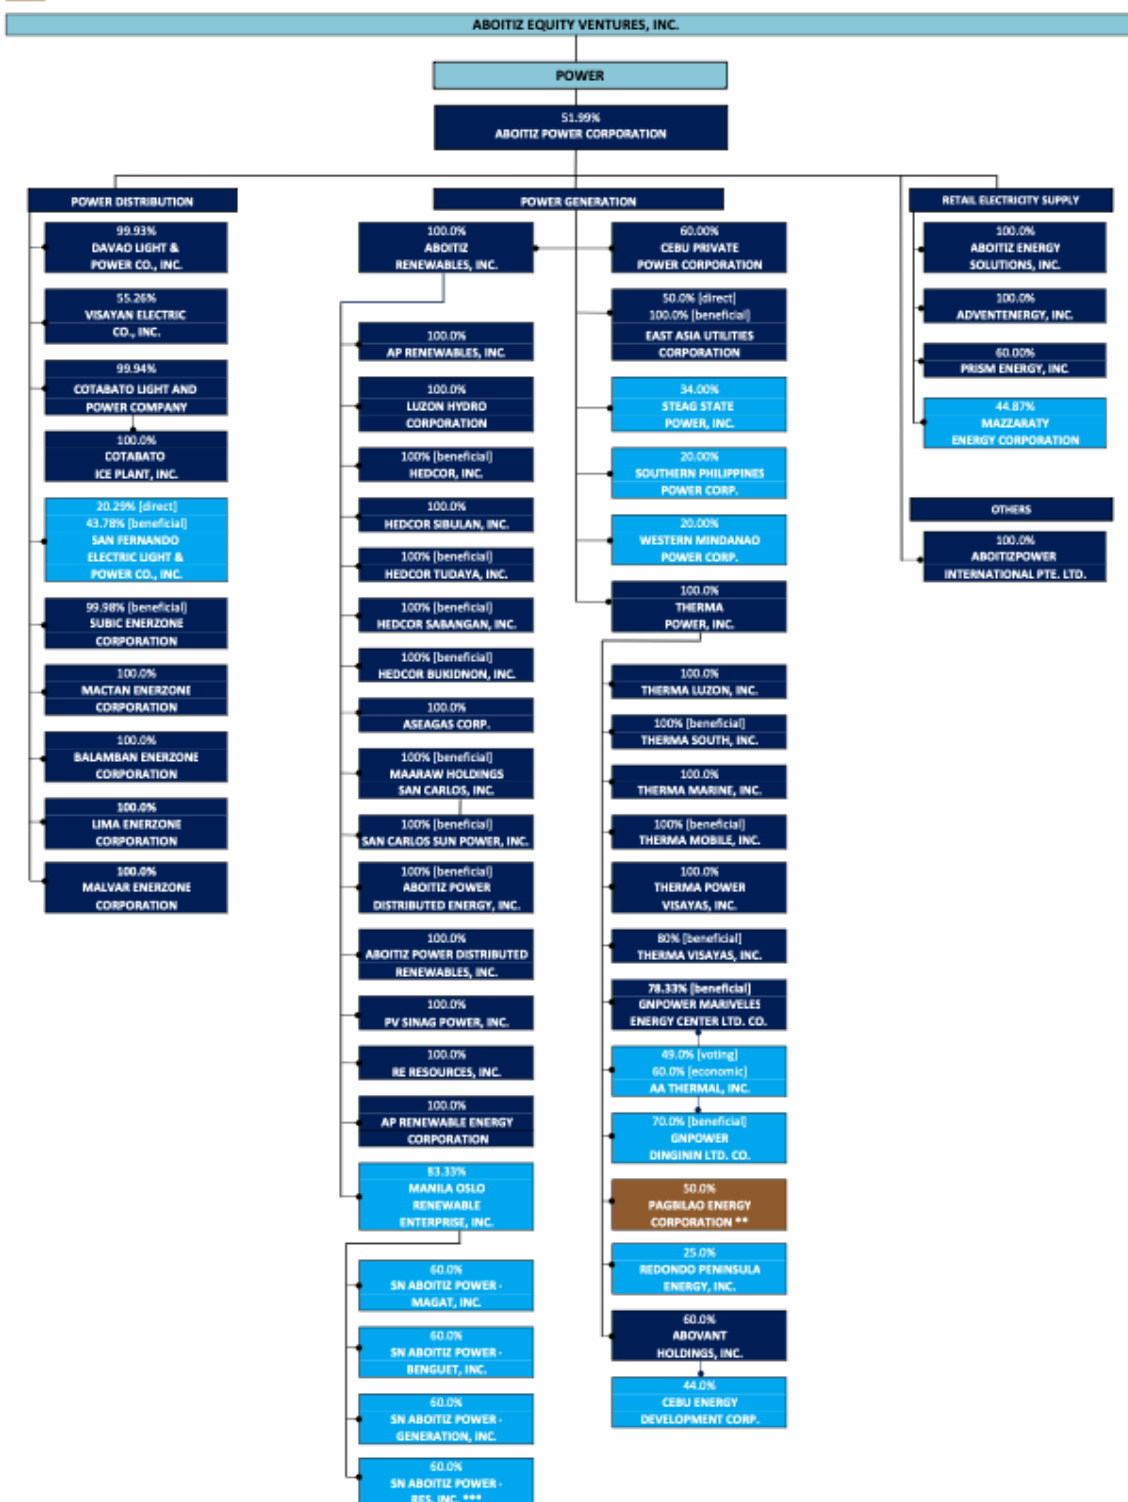 ABOITIZ EQUITY VENTURES, INC.
POWER
51.99%
ABOITIZ POWER CORPORATION
POWER DISTRIBUTION
99.93%
DAVAO LIGHT &
POWER CO., INC.
55.26%
VISAYAN ELECTRIC
CO., INC.
99.94%
COTABATO LIGHT AND
POWER COMPANY
100.0%
COTABATO
ICE PLANT, INC.
20.29% [direct]
43.78% [beneficial]
SAN FERNANDO
ELECTRIC LIGHT &
POWER CO., INC.
99.98% [beneficial]
SUBIC ENERZONE
CORPORATION
100.0%
MACTAN ENERZONE
CORPORATION
100.0%
BALAMBAN ENERZONE
CORPORATION
100.0%
LIMA ENERZONE
CORPORATION
100.0%
MALVAR ENERZONE
CORPORATION
POWER GENERATION
100.0%
ABOITIZ
RENEWABLES, INC.
100.0%
AP RENEWABLES, INC.
100.0%
LUZON HYDRO
CORPORATION
100% [beneficial]
HEDCOR, INC.
100.0%
HEDCOR SIBULAN, INC.
100% [beneficial]
HEDCOR TUDAYA, INC.
100% [beneficial]
HEDCOR SABANGAN, INC.
100% [beneficial]
HEDCOR BUKIDNON, INC.
100.0%
ASEAGAS CORP.
100% [beneficial]
MAARAW HOLDINGS
SAN CARLOS, INC.
100% [beneficial]
SAN CARLOS SUN POWER, INC.
100% [beneficial]
ABOITIZ POWER
DISTRIBUTED ENERGY, INC.
100.0%
ABOITIZ POWER DISTRIBUTED
RENEWABLES, INC.
100.0%
PV SINAG POWER, INC.
100.0%
RE RESOURCES, INC.
100.0%
AP RENEWABLE ENERGY
CORPORATION
83.33%
MANILA OSLO
RENEWABLE
ENTERPRISE, INC.
60.0%
SN ABOITIZ POWER -
MAGAT, INC.
60.0%
SN ABOITIZ POWER -
BENGUET, INC.
60.0%
SN ABOITIZ POWER -
GENERATION, INC.
60.0%
SN ABOITIZ POWER -
RES, INC. ***
60.00%
CEBU PRIVATE
POWER CORPORATION
50.0% [direct]
100.0% [beneficial]
EAST ASIA UTILITIES
CORPORATION
34.00%
STEAG STATE
POWER, INC.
20.00%
SOUTHERN PHILIPPINES
POWER CORP.
20.00%
WESTERN MINDANAO
POWER CORP.
100.0%
THERMA
POWER, INC.
100.0%
THERMA LUZON, INC.
100% [beneficial]
THERMA SOUTH, INC.
100.0%
THERMA MARINE, INC.
100% [beneficial]
THERMA MOBILE, INC.
100.0%
THERMA POWER
VISAYAS, INC.
80% [beneficial]
THERMA VISAYAS, INC.
78.33% [beneficial]
GNPOWER MARIVELES
ENERGY CENTER LTD. CO.
49.0% [voting]
60.0% [economic]
AA THERMAL, INC.
70.0% [beneficial]
GNPOWER
DINGININ LTD. CO.
50.0%
PAGBILAO ENERGY
CORPORATION **
25.0%
REDONDO PENINSULA
ENERGY, INC.
60.0%
ABOVANT
HOLDINGS, INC.
44.0%
CEBU ENERGY
DEVELOPMENT CORP.
RETAIL ELECTRICITY SUPPLY
100.0%
ABOITIZ ENERGY
SOLUTIONS, INC.
100.0%
ADVENTENERGY, INC.
60.00%
PRISM ENERGY, INC
44.87%
MAZZARATY
ENERGY CORPORATION
OTHERS
100.0%
ABOITIZPOWER
INTERNATIONAL PTE. LTD.